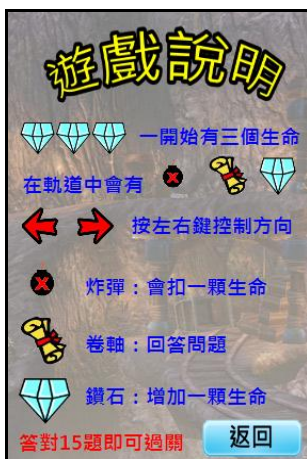 遊戲說明
一開始有三個生命
在軌道中會有
按左右鍵控制方向
炸彈：會扣一顆生命
卷軸：回答問題
鑽石：增加一顆生命
答對15題即可過關
返回